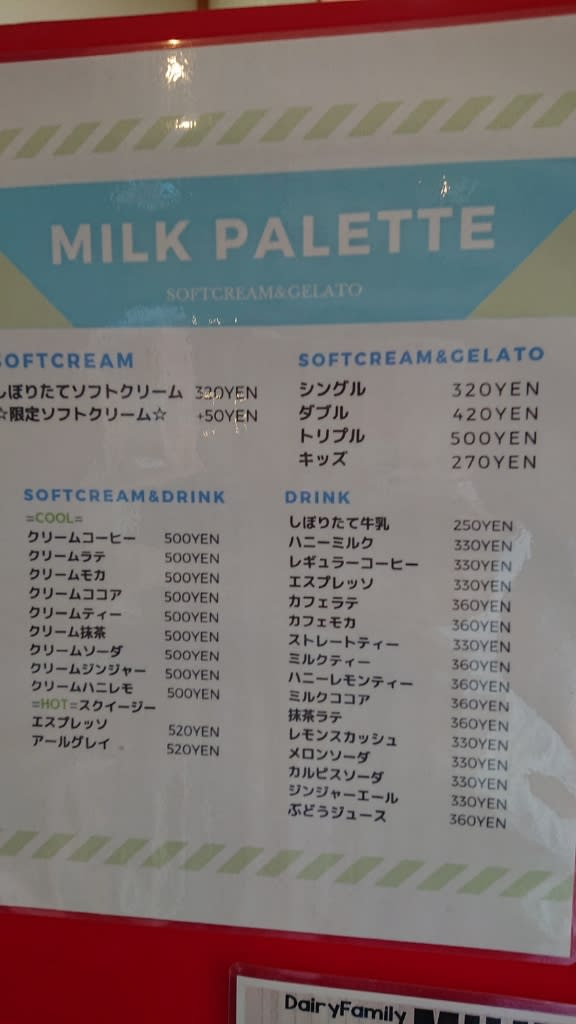 MILK PALETTE
SOFTCREAM&GELATO
SOFTCREAM
しぼりたてソフトクリーム 320YEN
☆限定ソフトクリーム☆ +50YEN
SOFTCREAM&GELATO
シングル 320YEN
ダブル 420YEN
トリプル 500YEN
キッズ 270YEN
SOFTCREAM&DRINK
=COOL=
クリームコーヒー 500YEN
クリームラテ 500YEN
クリームモカ 500YEN
クリームココア 500YEN
クリームティー 500YEN
クリーム抹茶 500YEN
クリームソーダ 500YEN
クリームジンジャー 500YEN
クリームハニレモ 500YEN
=HOT=スクイージー
エスプレッソ 520YEN
アールグレイ 520YEN
DRINK
しぼりたて牛乳 250YEN
ハニーミルク 330YEN
レギュラーコーヒー 330YEN
エスプレッソ 330YEN
カフェラテ 360YEN
カフェモカ 360YEN
ストレートティー 330YEN
ミルクティー 360YEN
ハニーレモンティー 360YEN
ミルクココア 360YEN
抹茶ラテ 360YEN
レモンスカッシュ 330YEN
メロンソーダ 330YEN
カルピスソーダ 330YEN
ジンジャーエール 330YEN
ぶどうジュース 360YEN
DairyFamily